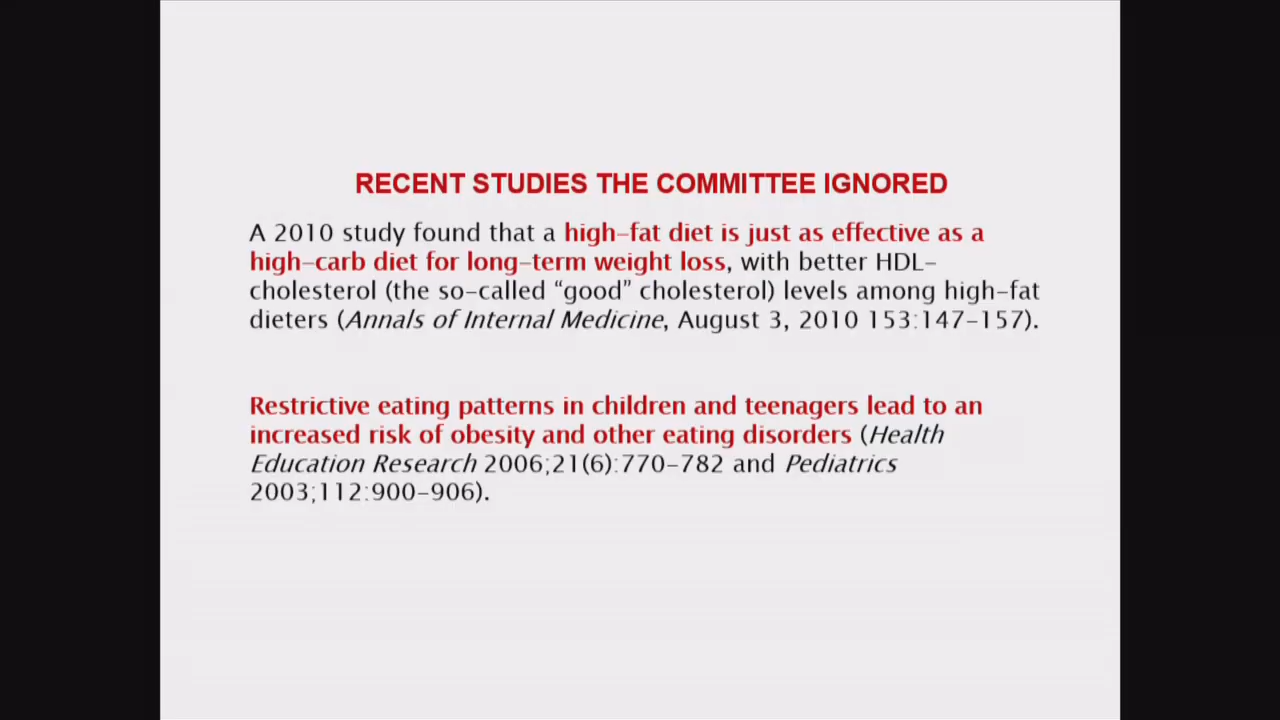 RECENT STUDIES THE COMMITTEE IGNORED
A 2010 study found that a high-fat diet is just as effective as a
high-carb diet for long-term weight loss, with better HDL-
cholesterol (the so-called “good” cholesterol) levels among high-fat
dieters (Annals of Internal Medicine, August 3, 2010 153:147-157).
Restrictive eating patterns in children and teenagers lead to an
increased risk of obesity and other eating disorders (Health
Education Research 2006;21(6):770-782 and Pediatrics
2003;112:900-906).